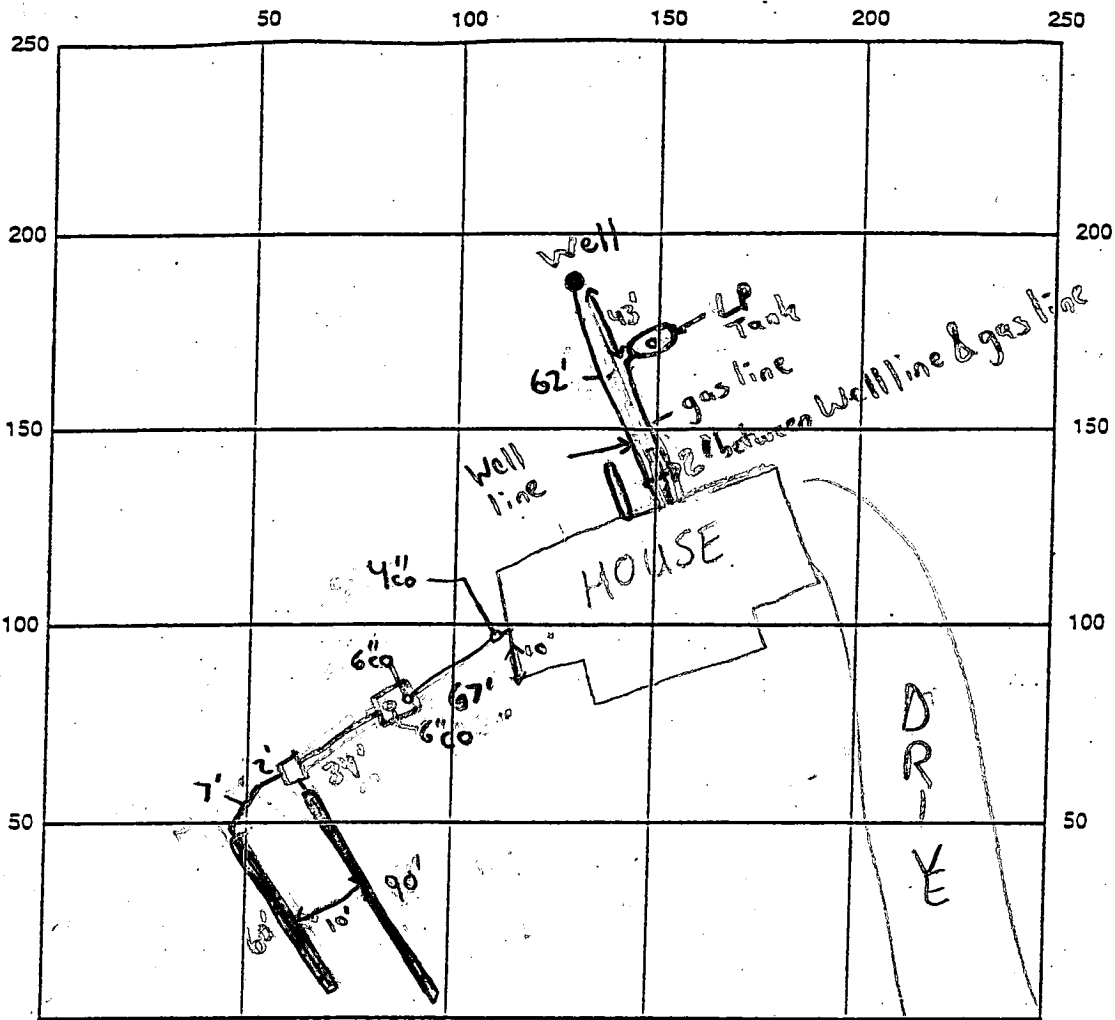 50 100 150 200 250
250
200 200
Well
43'
LP
Tank
62'
gas line
150 150
2' between Well line & gas line
Well
line
HOUSE
4"co
100 100
10'
6"co
67'
6"co
34'
2'
7'
50 50
90'
10'
60'
DRIVE